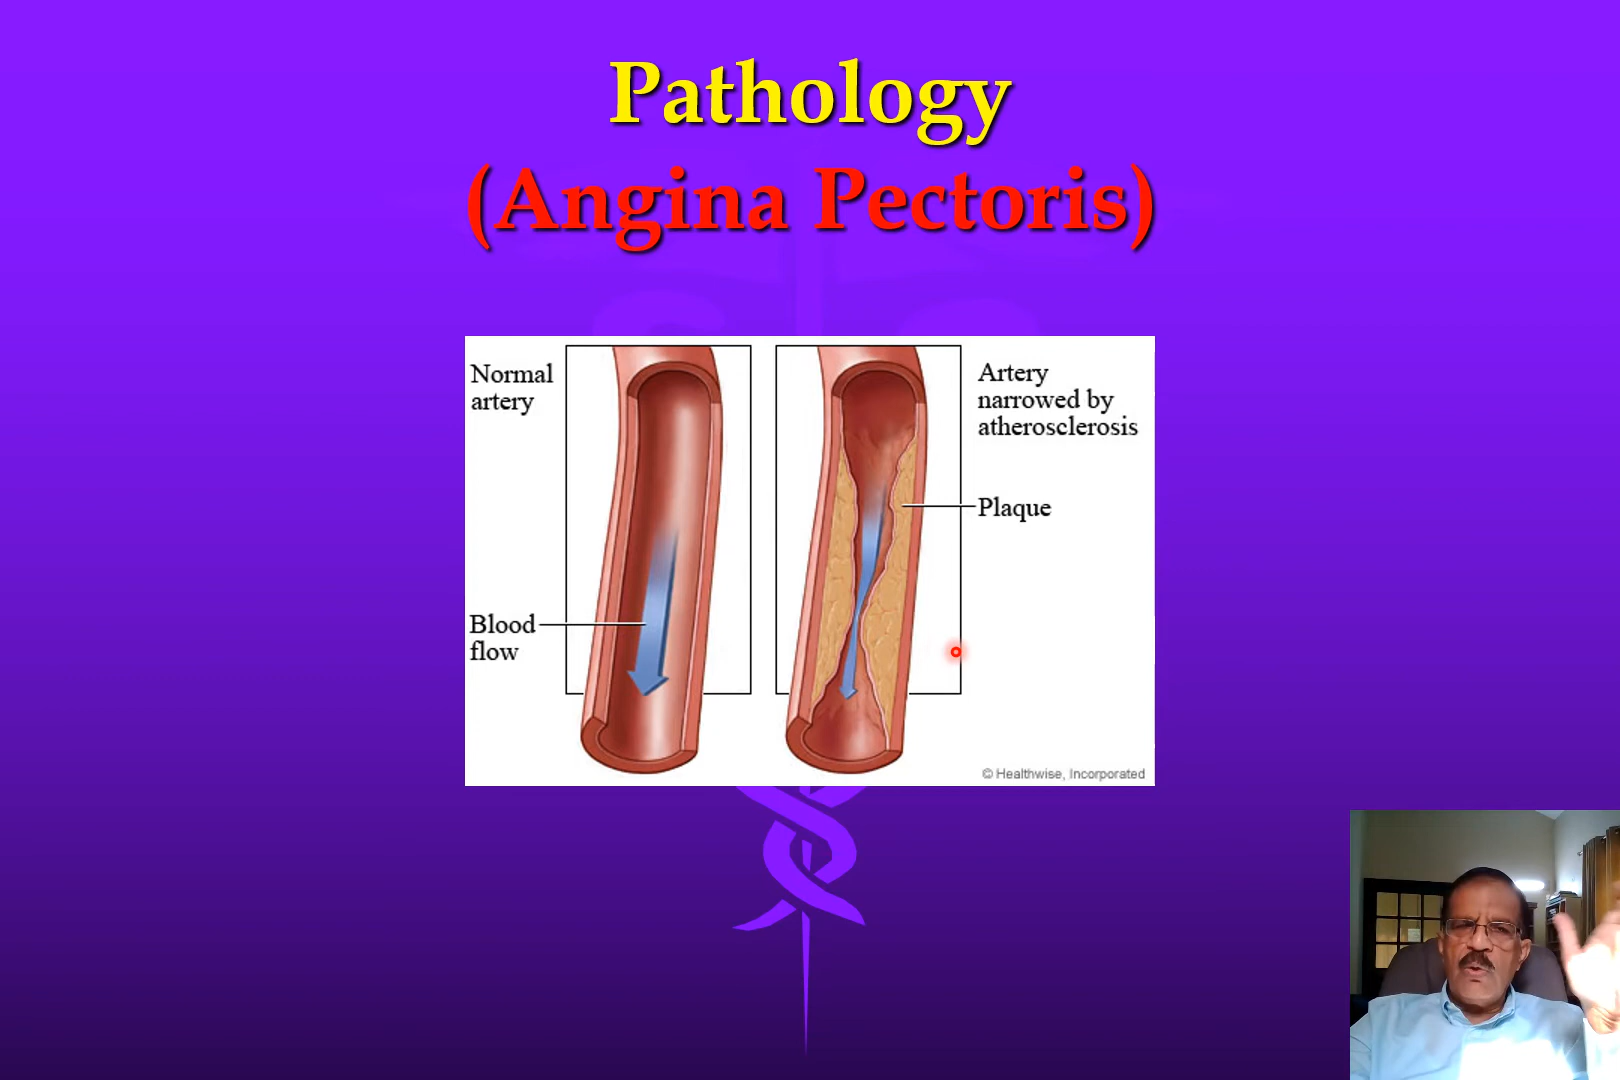 Pathology
(Angina Pectoris)
Normal
artery
Blood
flow
Artery
narrowed by
atherosclerosis
Plaque
© Healthwise, Incorporated